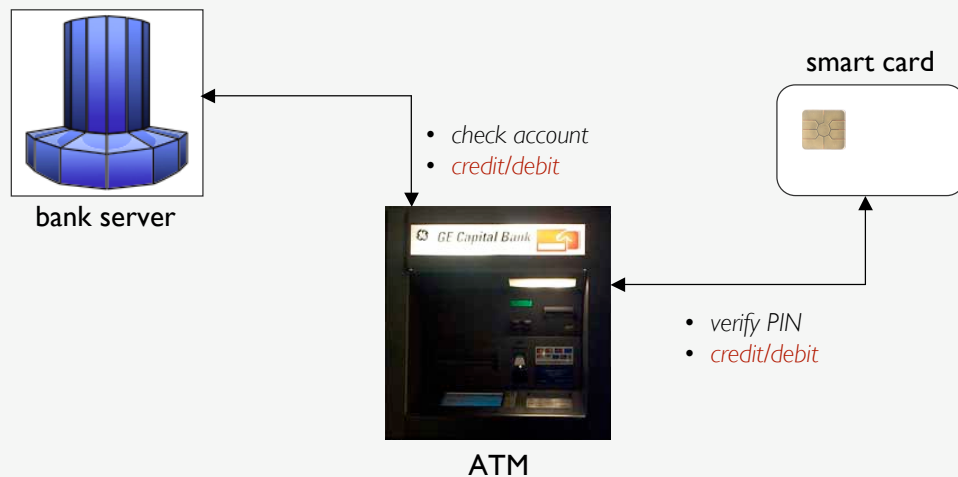 smart card
• check account
• credit/debit
bank server
GE Capital Bank
• verify PIN
• credit/debit
ATM